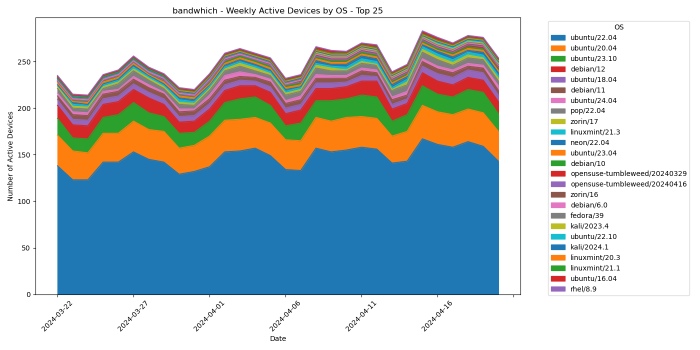 bandwhich - Weekly Active Devices by OS - Top 25
Number of Active Devices
250
200
150
100
50
0
2024-03-22
2024-03-27
2024-04-01
2024-04-06
2024-04-11
2024-04-16
Date
OS
ubuntu/22.04
ubuntu/20.04
ubuntu/23.10
debian/12
ubuntu/18.04
debian/11
ubuntu/24.04
pop/22.04
zorin/17
linuxmint/21.3
neon/22.04
ubuntu/23.04
debian/10
opensuse-tumbleweed/20240329
opensuse-tumbleweed/20240416
zorin/16
debian/6.0
fedora/39
kali/2023.4
ubuntu/22.10
kali/2024.1
linuxmint/20.3
linuxmint/21.1
ubuntu/16.04
rhel/8.9